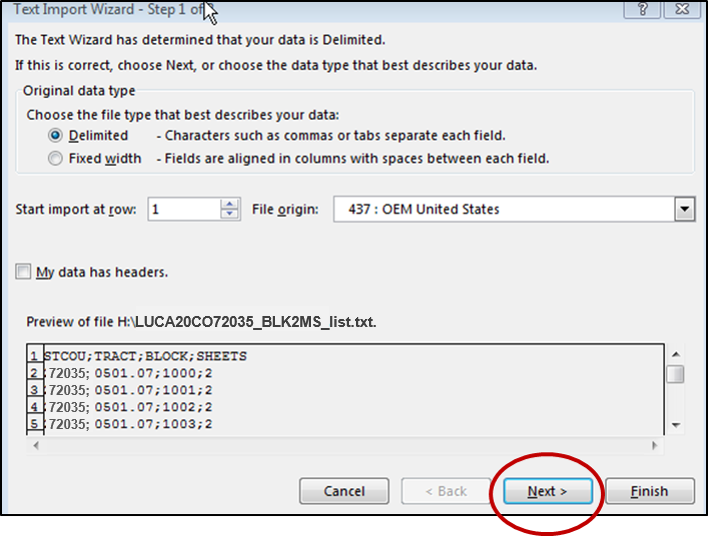 Text Import Wizard - Step 1 of
The Text Wizard has determined that your data is Delimited.
If this is correct, choose Next, or choose the data type that best describes your data.
Original data type
Choose the file type that best describes your data:
Delimited - Characters such as commas or tabs separate each field.
Fixed width - Fields are aligned in columns with spaces between each field.
Start import at row: 1 File origin: 437 : OEM United States
My data has headers.
Preview of file H:\LUCA20CO72035_BLK2MS_list.txt.
1 STCOU;TRACT;BLOCK;SHEETS
2 72035; 0501.07;1000;2
3 72035; 0501.07;1001;2
4 72035; 0501.07;1002;2
5 72035; 0501.07;1003;2
Cancel < Back Next > Finish